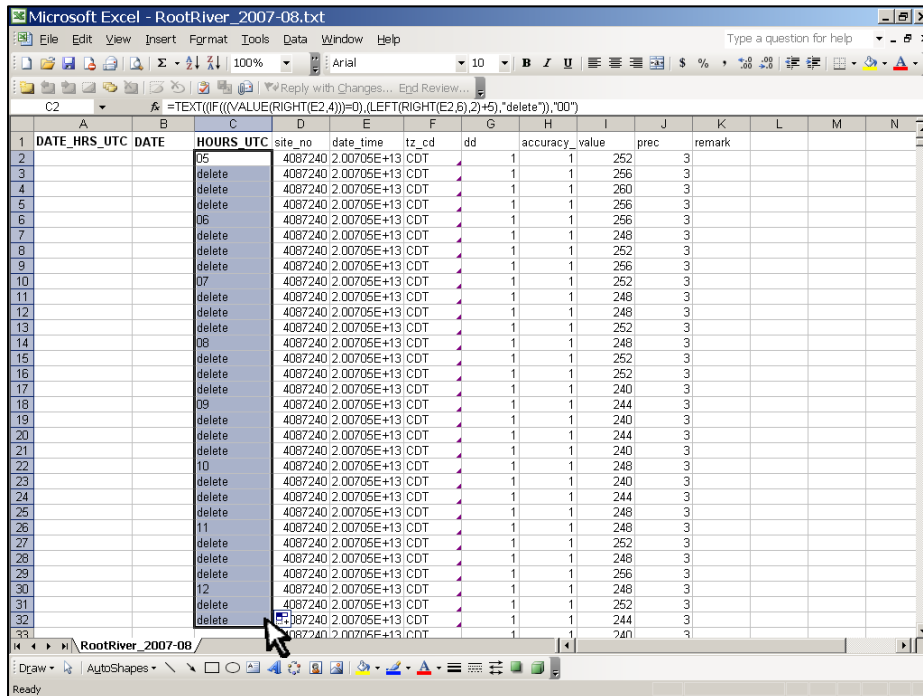 Microsoft Excel - RootRiver_2007-08.txt
File Edit View Insert Format Tools Data Window Help Type a question for help
100% Arial 10 B I U $ % ,
Reply with Changes... End Review...
C2 fx =TEXT((IF(((VALUE(RIGHT(E2,4)))=0),(LEFT(RIGHT(E2,6),2)+5),"delete")),"00")
A B C D E F G H I J K L M N
1 DATE_HRS_UTC DATE HOURS_UTC site_no date_time tz_cd dd accuracy_ value prec remark
2 05 4087240 2.00705E+13 CDT 1 1 252 3
3 delete 4087240 2.00705E+13 CDT 1 1 256 3
4 delete 4087240 2.00705E+13 CDT 1 1 260 3
5 delete 4087240 2.00705E+13 CDT 1 1 256 3
6 06 4087240 2.00705E+13 CDT 1 1 256 3
7 delete 4087240 2.00705E+13 CDT 1 1 248 3
8 delete 4087240 2.00705E+13 CDT 1 1 252 3
9 delete 4087240 2.00705E+13 CDT 1 1 256 3
10 07 4087240 2.00705E+13 CDT 1 1 252 3
11 delete 4087240 2.00705E+13 CDT 1 1 248 3
12 delete 4087240 2.00705E+13 CDT 1 1 248 3
13 delete 4087240 2.00705E+13 CDT 1 1 252 3
14 08 4087240 2.00705E+13 CDT 1 1 248 3
15 delete 4087240 2.00705E+13 CDT 1 1 252 3
16 delete 4087240 2.00705E+13 CDT 1 1 252 3
17 delete 4087240 2.00705E+13 CDT 1 1 240 3
18 09 4087240 2.00705E+13 CDT 1 1 244 3
19 delete 4087240 2.00705E+13 CDT 1 1 240 3
20 delete 4087240 2.00705E+13 CDT 1 1 244 3
21 delete 4087240 2.00705E+13 CDT 1 1 240 3
22 10 4087240 2.00705E+13 CDT 1 1 248 3
23 delete 4087240 2.00705E+13 CDT 1 1 240 3
24 delete 4087240 2.00705E+13 CDT 1 1 244 3
25 delete 4087240 2.00705E+13 CDT 1 1 248 3
26 11 4087240 2.00705E+13 CDT 1 1 248 3
27 delete 4087240 2.00705E+13 CDT 1 1 252 3
28 delete 4087240 2.00705E+13 CDT 1 1 248 3
29 delete 4087240 2.00705E+13 CDT 1 1 256 3
30 12 4087240 2.00705E+13 CDT 1 1 248 3
31 delete 4087240 2.00705E+13 CDT 1 1 252 3
32 delete 087240 2.00705E+13 CDT 1 1 244 3
33 4087240 2.00705E+13 CDT 1 1 240 3
RootRiver_2007-08
Draw AutoShapes
Ready